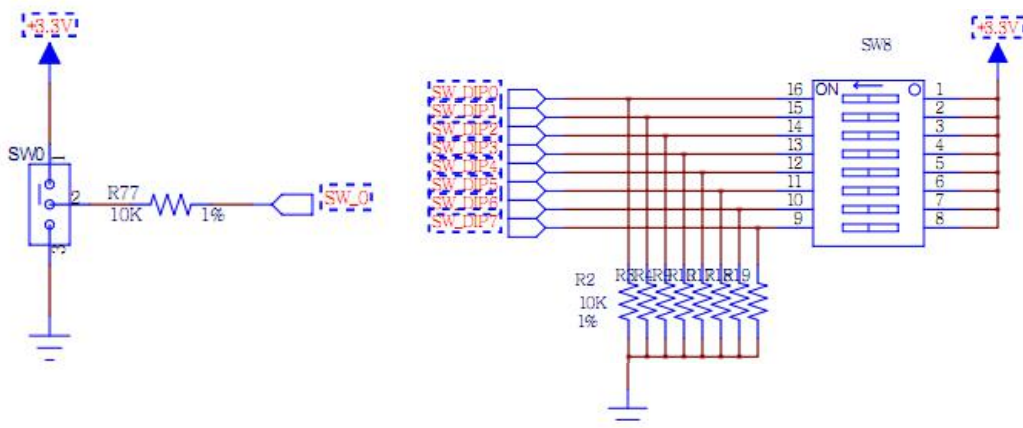 +3.3V
SW0
1
2
3
R77
10K
1%
SW_0
+3.3V
SW8
SW_DIP0
SW_DIP1
SW_DIP2
SW_DIP3
SW_DIP4
SW_DIP5
SW_DIP6
SW_DIP7
16 ON 1
15 2
14 3
13 4
12 5
11 6
10 7
9 8
R2
10K
1%